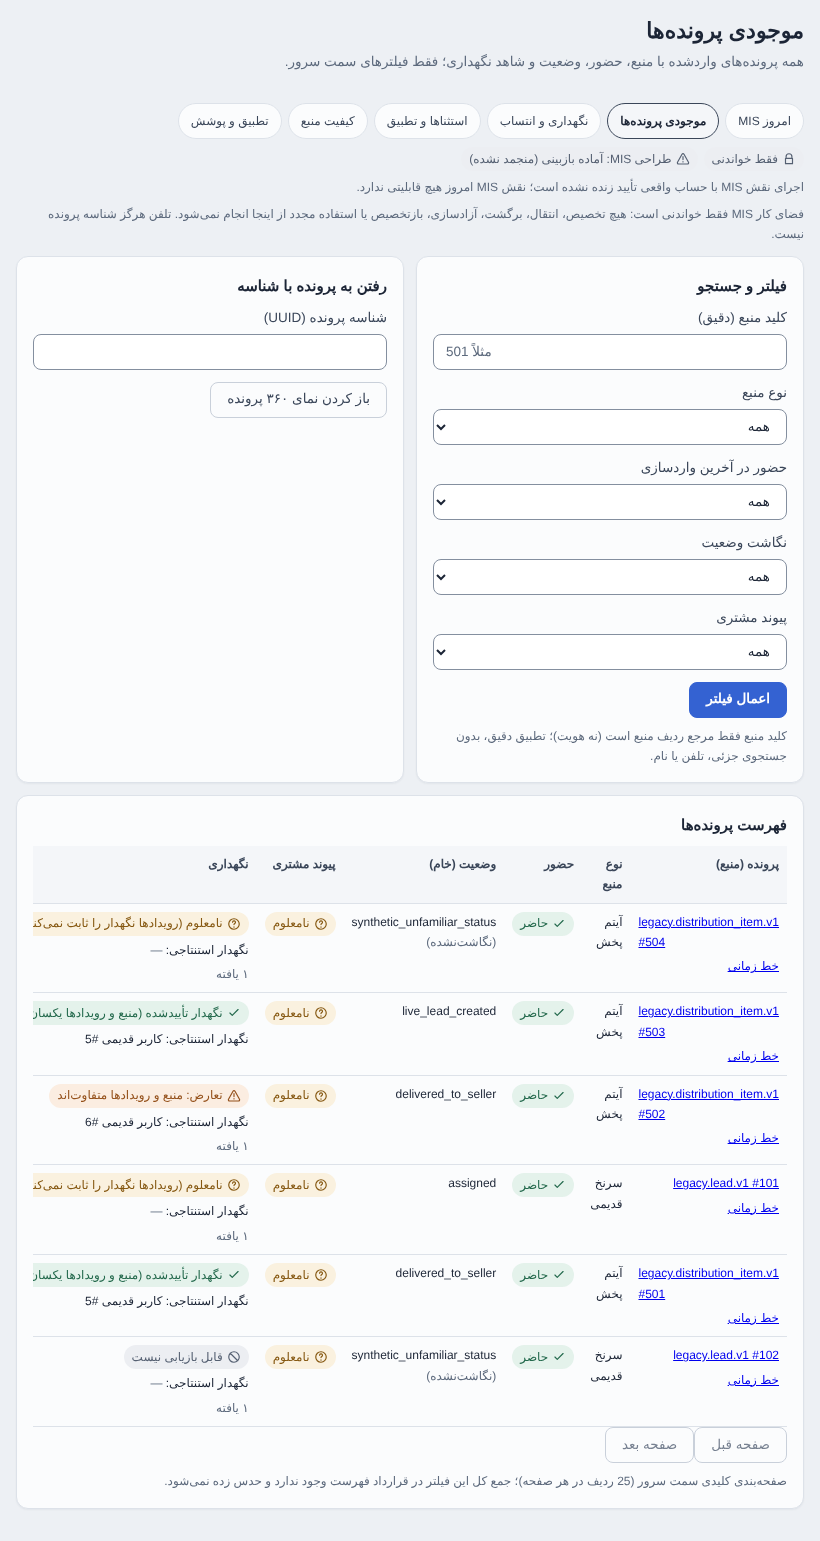 موجودی پرونده‌ها
همه پرونده‌های واردشده با منبع، حضور، وضعیت و شاهد نگهداری؛ فقط فیلترهای سمت سرور.
امروز MIS
موجودی پرونده‌ها
نگهداری و انتساب
استثناها و تطبیق
کیفیت منبع
تطبیق و پوشش
فقط خواندنی
طراحی MIS: آماده بازبینی (منجمد نشده)
اجرای نقش MIS با حساب واقعی تأیید زنده نشده است؛ نقش MIS امروز هیچ قابلیتی ندارد.
فضای کار MIS فقط خواندنی است: هیچ تخصیص، انتقال، برگشت، آزادسازی، بازتخصیص یا استفاده مجدد از اینجا انجام نمی‌شود. تلفن هرگز شناسه پرونده
نیست.
فیلتر و جستجو
کلید منبع (دقیق)
مثلاً 501
نوع منبع
همه
حضور در آخرین واردسازی
همه
نگاشت وضعیت
همه
پیوند مشتری
همه
اعمال فیلتر
کلید منبع فقط مرجع ردیف منبع است (نه هویت)؛ تطبیق دقیق، بدون
جستجوی جزئی، تلفن یا نام.
رفتن به پرونده با شناسه
شناسه پرونده (UUID)
باز کردن نمای ۳۶۰ پرونده
فهرست پرونده‌ها
پرونده (منبع)
نوع
منبع
حضور
وضعیت (خام)
پیوند مشتری
نگهداری
legacy.distribution_item.v1
#504
خط زمانی
آیتم
پخش
حاضر
synthetic_unfamiliar_status
(نگاشت‌نشده)
نامعلوم
نامعلوم (رویدادها نگهدار را ثابت نمی‌کن
نگهدار استنتاجی: —
۱ یافته
legacy.distribution_item.v1
#503
خط زمانی
آیتم
پخش
حاضر
live_lead_created
نامعلوم
نگهدار تأییدشده (منبع و رویدادها یکسان
نگهدار استنتاجی: کاربر قدیمی #5
legacy.distribution_item.v1
#502
خط زمانی
آیتم
پخش
حاضر
delivered_to_seller
نامعلوم
تعارض: منبع و رویدادها متفاوت‌اند
نگهدار استنتاجی: کاربر قدیمی #6
۱ یافته
legacy.lead.v1 #101
خط زمانی
سرنخ
قدیمی
حاضر
assigned
نامعلوم
نامعلوم (رویدادها نگهدار را ثابت نمی‌کن
نگهدار استنتاجی: —
۱ یافته
legacy.distribution_item.v1
#501
خط زمانی
آیتم
پخش
حاضر
delivered_to_seller
نامعلوم
نگهدار تأییدشده (منبع و رویدادها یکسان
نگهدار استنتاجی: کاربر قدیمی #5
legacy.lead.v1 #102
خط زمانی
سرنخ
قدیمی
حاضر
synthetic_unfamiliar_status
(نگاشت‌نشده)
نامعلوم
قابل بازیابی نیست
نگهدار استنتاجی: —
۱ یافته
صفحه قبل
صفحه بعد
صفحه‌بندی کلیدی سمت سرور (25 ردیف در هر صفحه)؛ جمع کل این فیلتر در قرارداد فهرست وجود ندارد و حدس زده نمی‌شود.